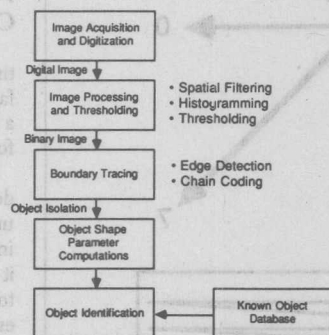 Image Acquisition
and Digitization
Digital Image
Image Processing
and Thresholding
• Spatial Filtering
• Histogramming
• Thresholding
Binary Image
Boundary Tracing
• Edge Detection
• Chain Coding
Object Isolation
Object Shape
Parameter
Computations
Object Identification
Known Object
Database